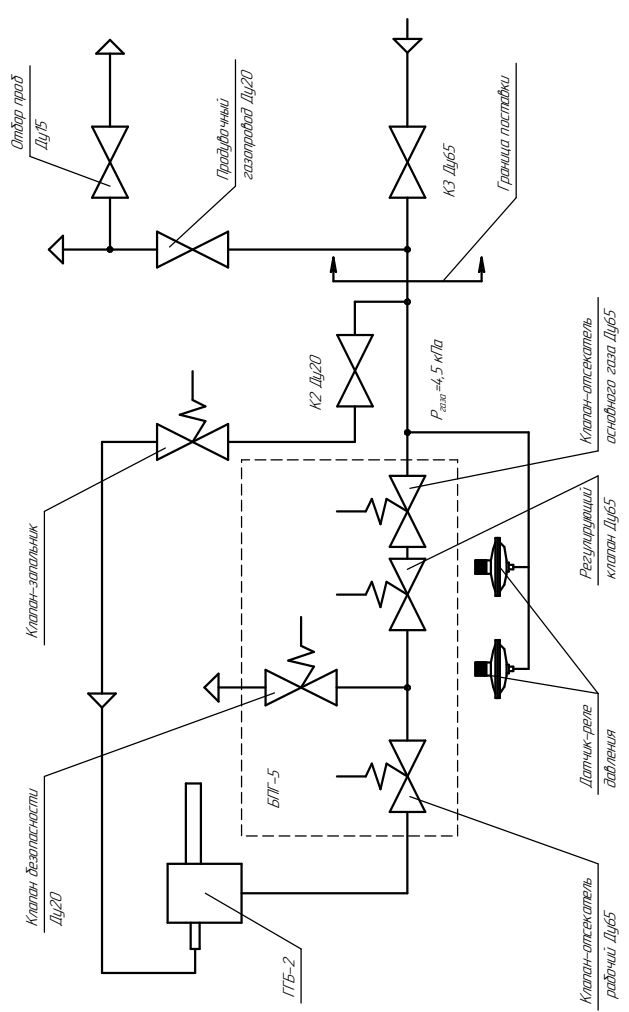 Отбор проб
Ду15
Продувочный
газопровод Ду20
К3 Ду65
Граница поставки
Клапан-запальник
К2 Ду20
Ргаза=4,5 кПа
Клапан-отсекатель
основного газа Ду65
Регулирующий
клапан Ду65
Клапан безопасности
Ду20
БПГ-5
Датчик-реле
давления
ГГБ-2
Клапан-отсекатель
рабочий Ду65